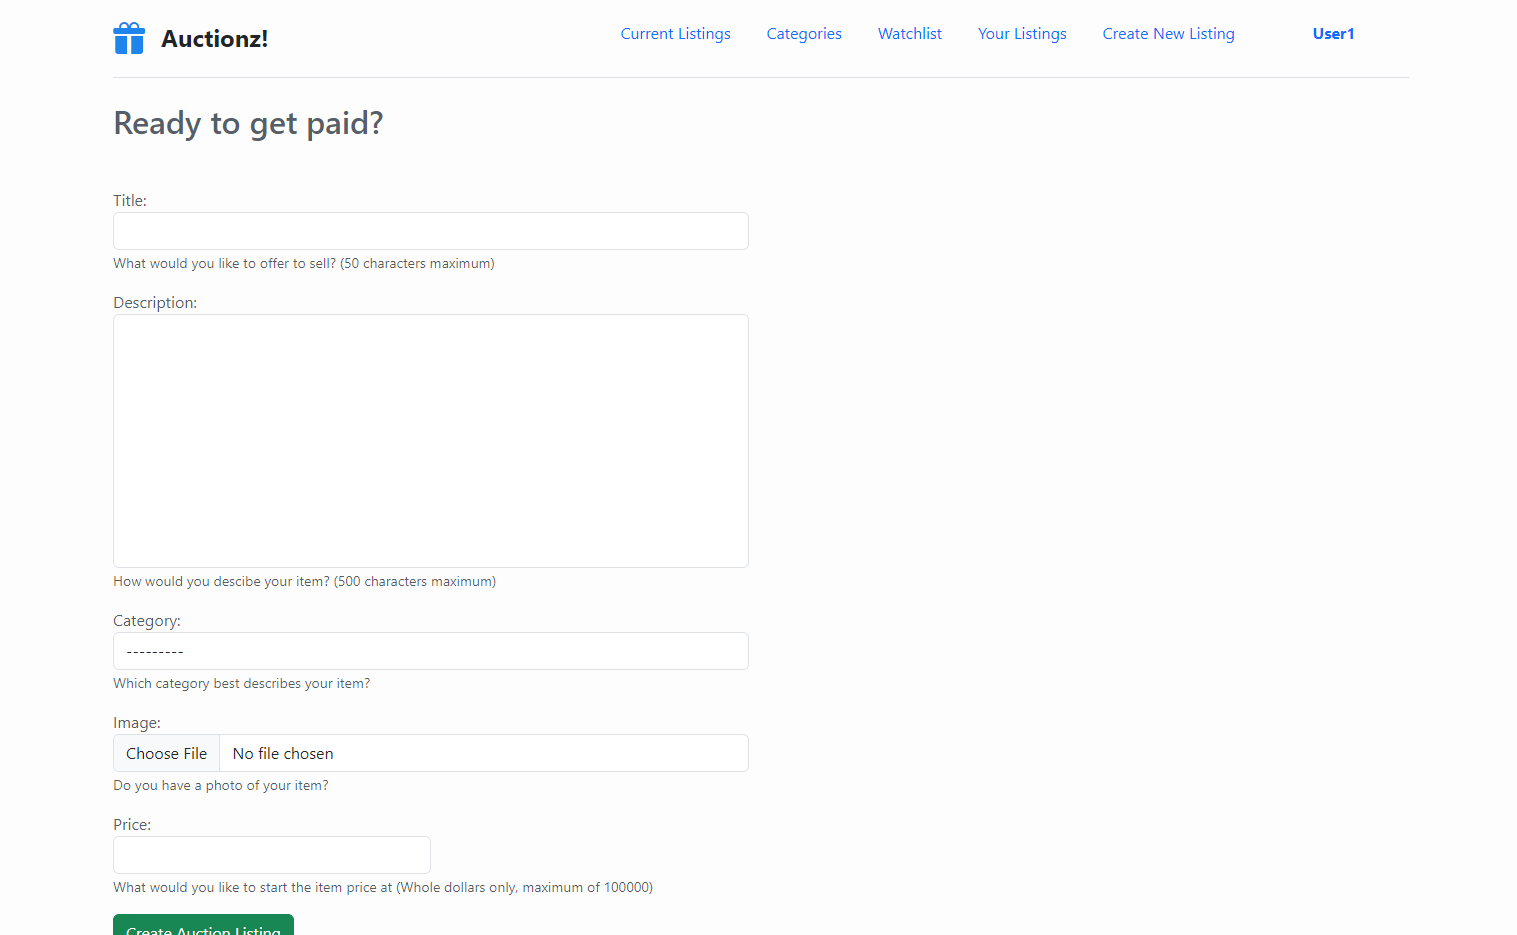 Auctionz!
Current Listings Categories Watchlist Your Listings Create New Listing User1
Ready to get paid?
Title:
What would you like to offer to sell? (50 characters maximum)
Description:
How would you descibe your item? (500 characters maximum)
Category:
---------
Which category best describes your item?
Image:
Choose File No file chosen
Do you have a photo of your item?
Price:
What would you like to start the item price at (Whole dollars only, maximum of 100000)
Create Auction Listing